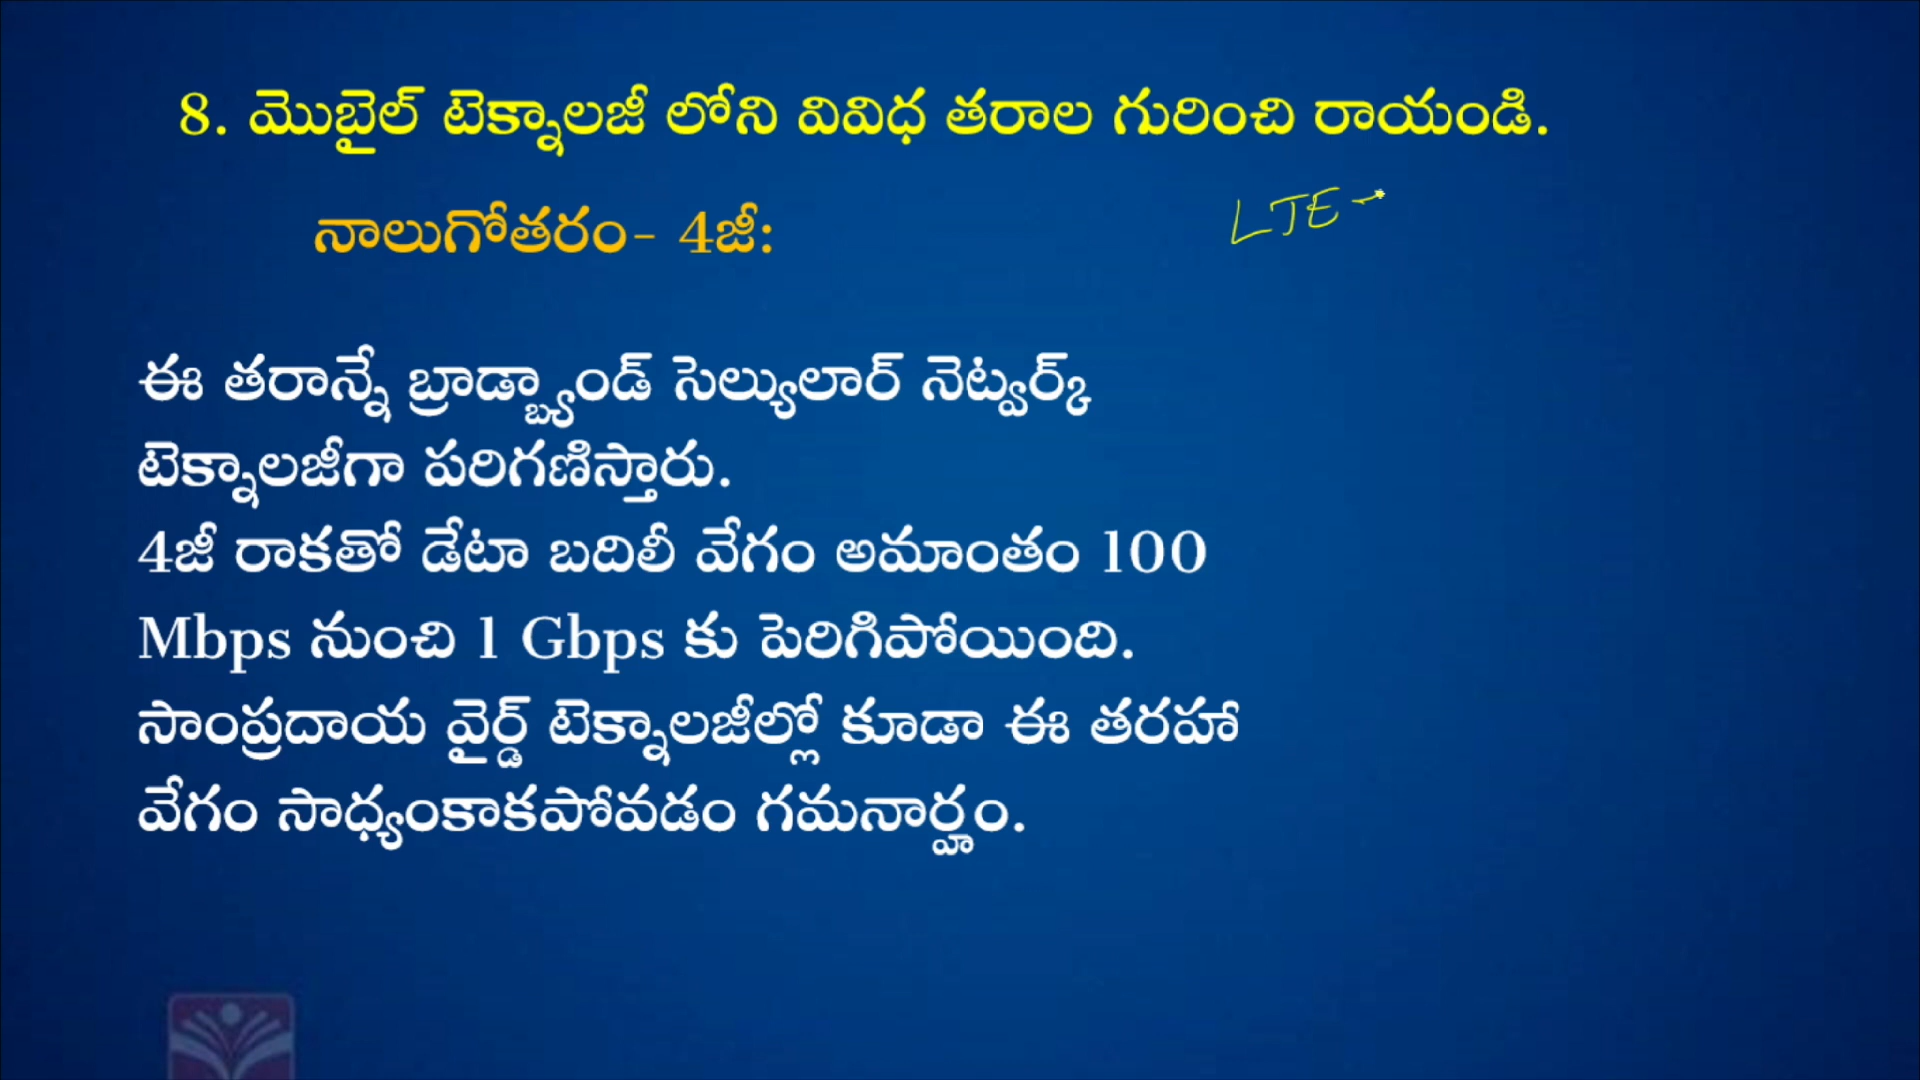 8. మొబైల్ టెక్నాలజీ లోని వివిధ తరాల గురించి రాయండి.
నాలుగోతరం- 4జీ:
LTE →
ఈ తరాన్నే బ్రాడ్బ్యాండ్ సెల్యులార్ నెట్వర్క్
టెక్నాలజీగా పరిగణిస్తారు.
4జీ రాకతో డేటా బదిలీ వేగం అమాంతం 100
Mbps నుంచి 1 Gbps కు పెరిగిపోయింది.
సాంప్రదాయ వైర్డ్ టెక్నాలజీల్లో కూడా ఈ తరహా
వేగం సాధ్యంకాకపోవడం గమనార్హం.